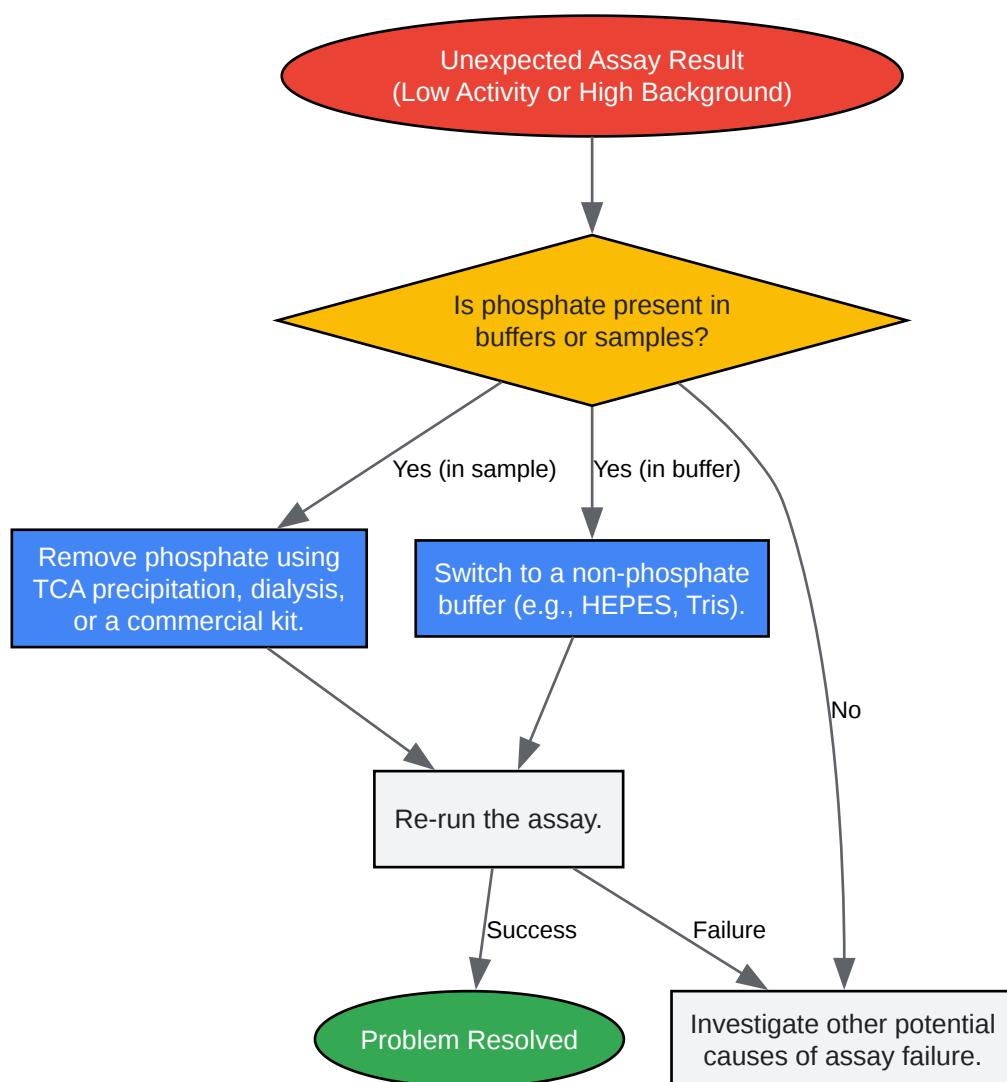 Unexpected Assay Result
(Low Activity or High Background)
Is phosphate present in
buffers or samples?
Yes (in sample)
Yes (in buffer)
Remove phosphate using
TCA precipitation, dialysis,
or a commercial kit.
Switch to a non-phosphate
buffer (e.g., HEPES, Tris).
No
Re-run the assay.
Success
Failure
Problem Resolved
Investigate other potential
causes of assay failure.